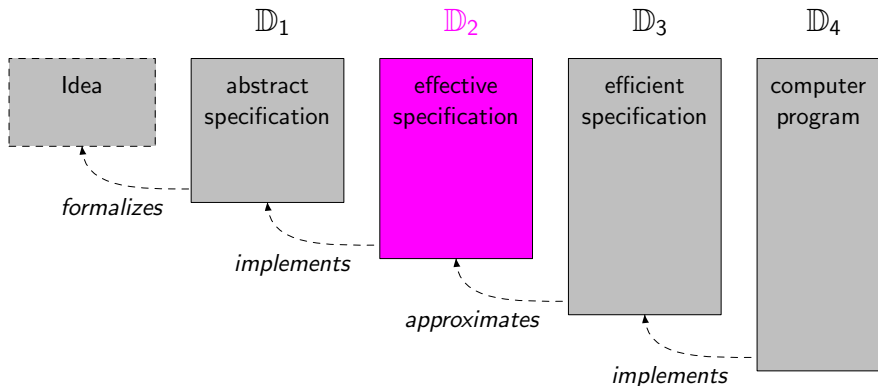 𝔻₁
𝔻₂
𝔻₃
𝔻₄
Idea
abstract
specification
effective
specification
efficient
specification
computer
program
formalizes
implements
approximates
implements